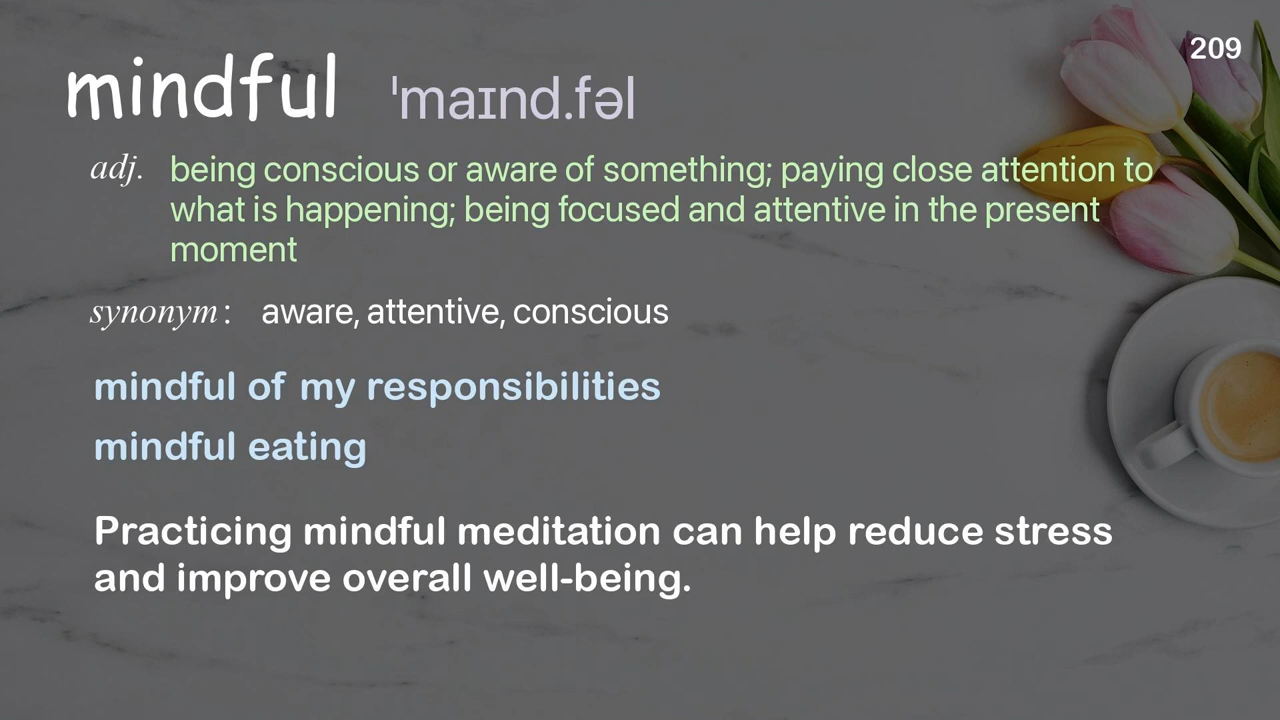 209
mindful ˈmaɪnd.fəl
adj. being conscious or aware of something; paying close attention to
what is happening; being focused and attentive in the present
moment
synonym: aware, attentive, conscious
mindful of my responsibilities
mindful eating
Practicing mindful meditation can help reduce stress
and improve overall well-being.